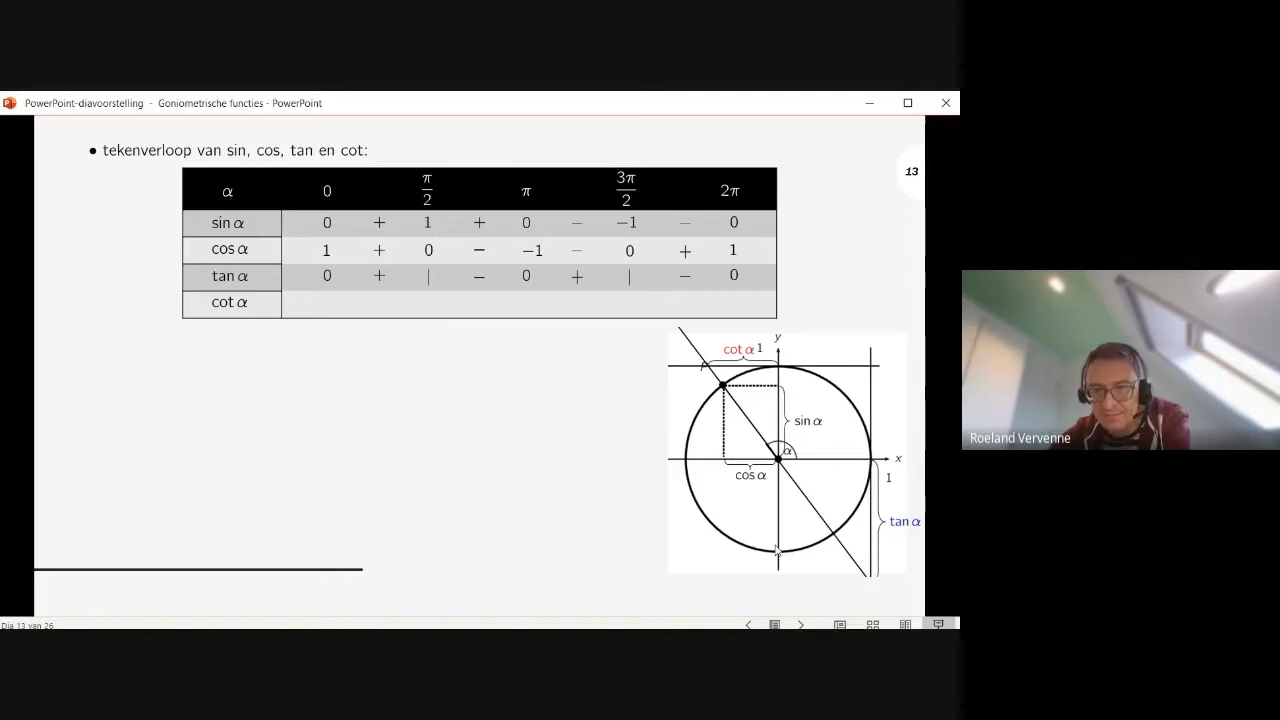 PowerPoint-diavoorstelling - Goniometrische functies - PowerPoint
• tekenverloop van sin, cos, tan en cot:
13
α 0 π/2 π 3π/2 2π
sin α 0 + 1 + 0 − −1 − 0
cos α 1 + 0 − −1 − 0 + 1
tan α 0 + | − 0 + | − 0
cot α
y
cot α 1
sin α
α
x
cos α
1
tan α
Roeland Vervenne
Dia 13 van 26